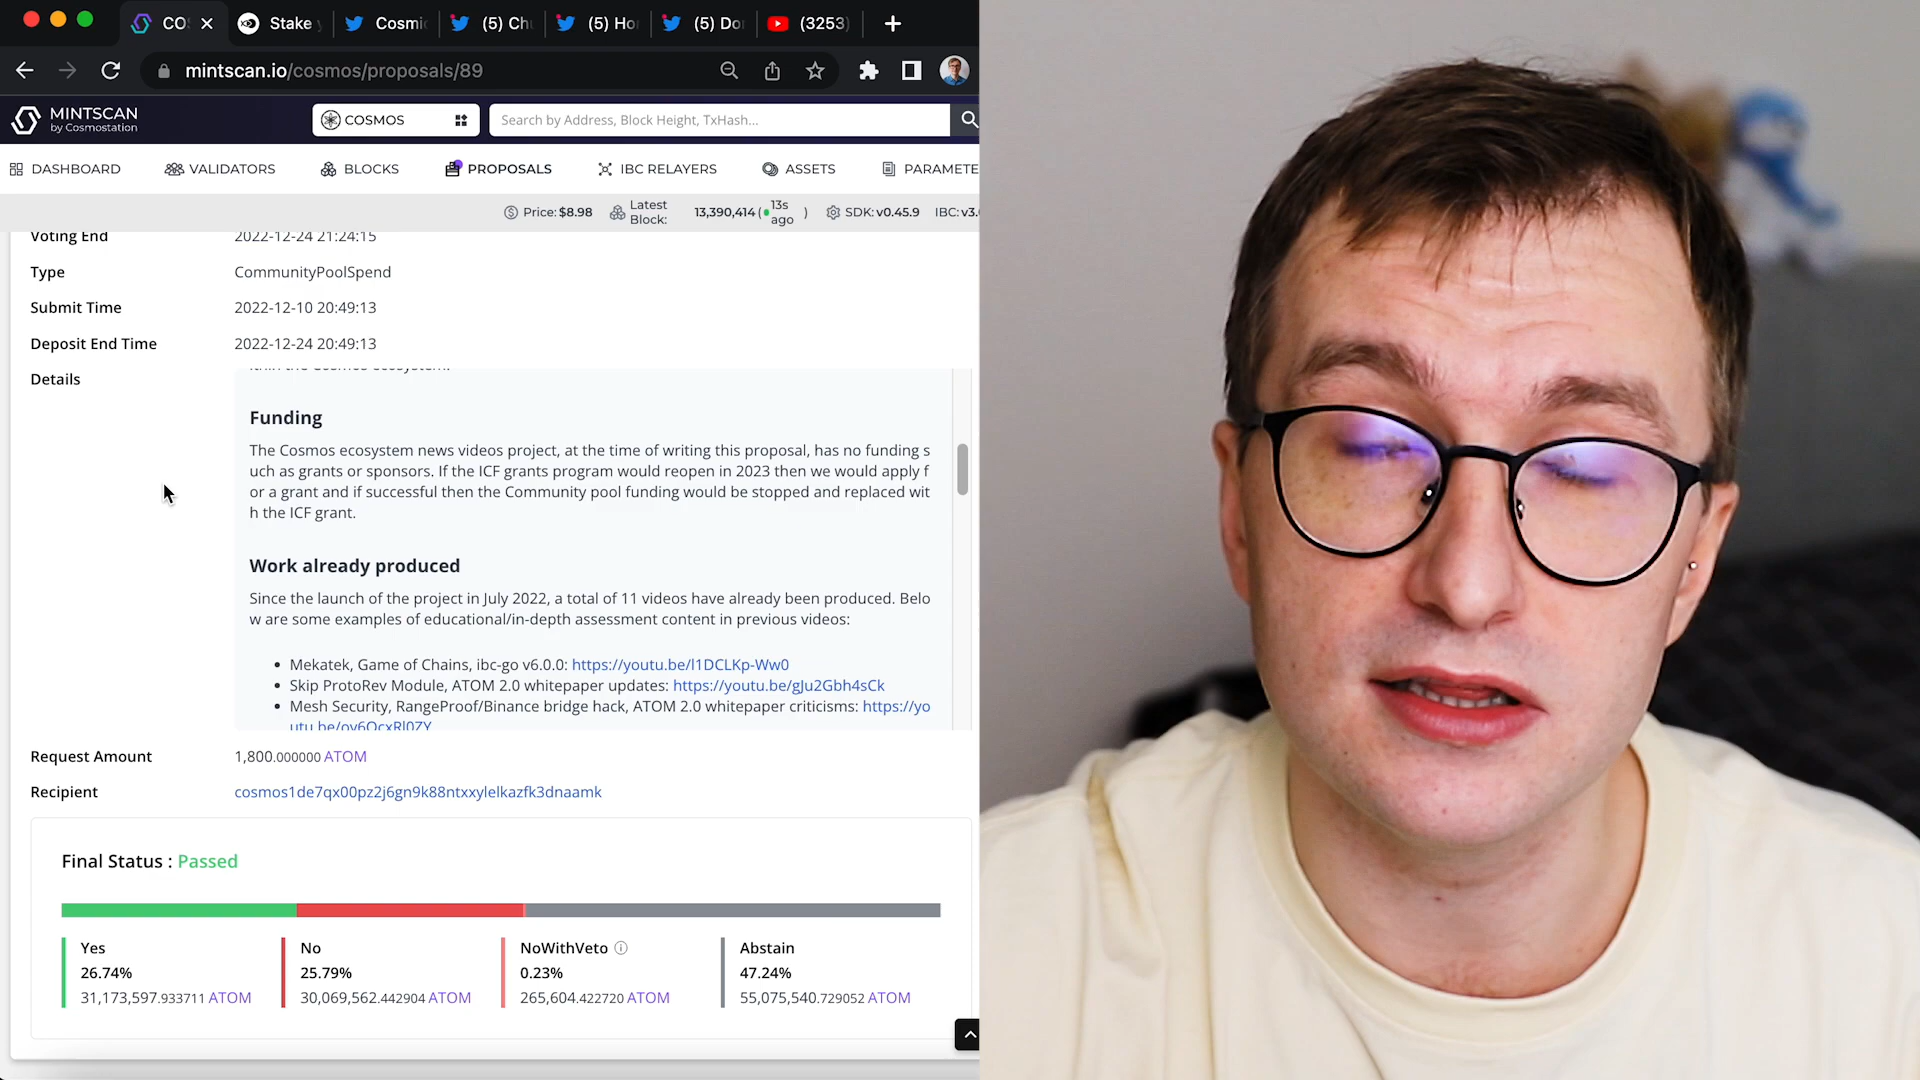 CO
Stake
Cosmi
(5) Ch
(5) Ho
(5) Do
(3253)
mintscan.io/cosmos/proposals/89
MINTSCAN
by Cosmostation
COSMOS
Search by Address, Block Height, TxHash...
DASHBOARD
VALIDATORS
BLOCKS
PROPOSALS
IBC RELAYERS
ASSETS
PARAMETE
Price: $8.98
Latest Block: 13,390,414 ( 13s ago )
SDK: v0.45.9
IBC: v3.
Voting End 2022-12-24 21:24:15
Type CommunityPoolSpend
Submit Time 2022-12-10 20:49:13
Deposit End Time 2022-12-24 20:49:13
Details
ithin the Cosmos ecosystem.
Funding
The Cosmos ecosystem news videos project, at the time of writing this proposal, has no funding s
uch as grants or sponsors. If the ICF grants program would reopen in 2023 then we would apply f
or a grant and if successful then the Community pool funding would be stopped and replaced wit
h the ICF grant.
Work already produced
Since the launch of the project in July 2022, a total of 11 videos have already been produced. Belo
w are some examples of educational/in-depth assessment content in previous videos:
• Mekatek, Game of Chains, ibc-go v6.0.0: https://youtu.be/l1DCLKp-Ww0
• Skip ProtoRev Module, ATOM 2.0 whitepaper updates: https://youtu.be/gJu2Gbh4sCk
• Mesh Security, RangeProof/Binance bridge hack, ATOM 2.0 whitepaper criticisms: https://yo
utu.be/ov6OcxRl0ZY
Request Amount 1,800.000000 ATOM
Recipient cosmos1de7qx00pz2j6gn9k88ntxxylelkazfk3dnaamk
Final Status : Passed
Yes
26.74%
31,173,597.933711 ATOM
No
25.79%
30,069,562.442904 ATOM
NoWithVeto
0.23%
265,604.422720 ATOM
Abstain
47.24%
55,075,540.729052 ATOM